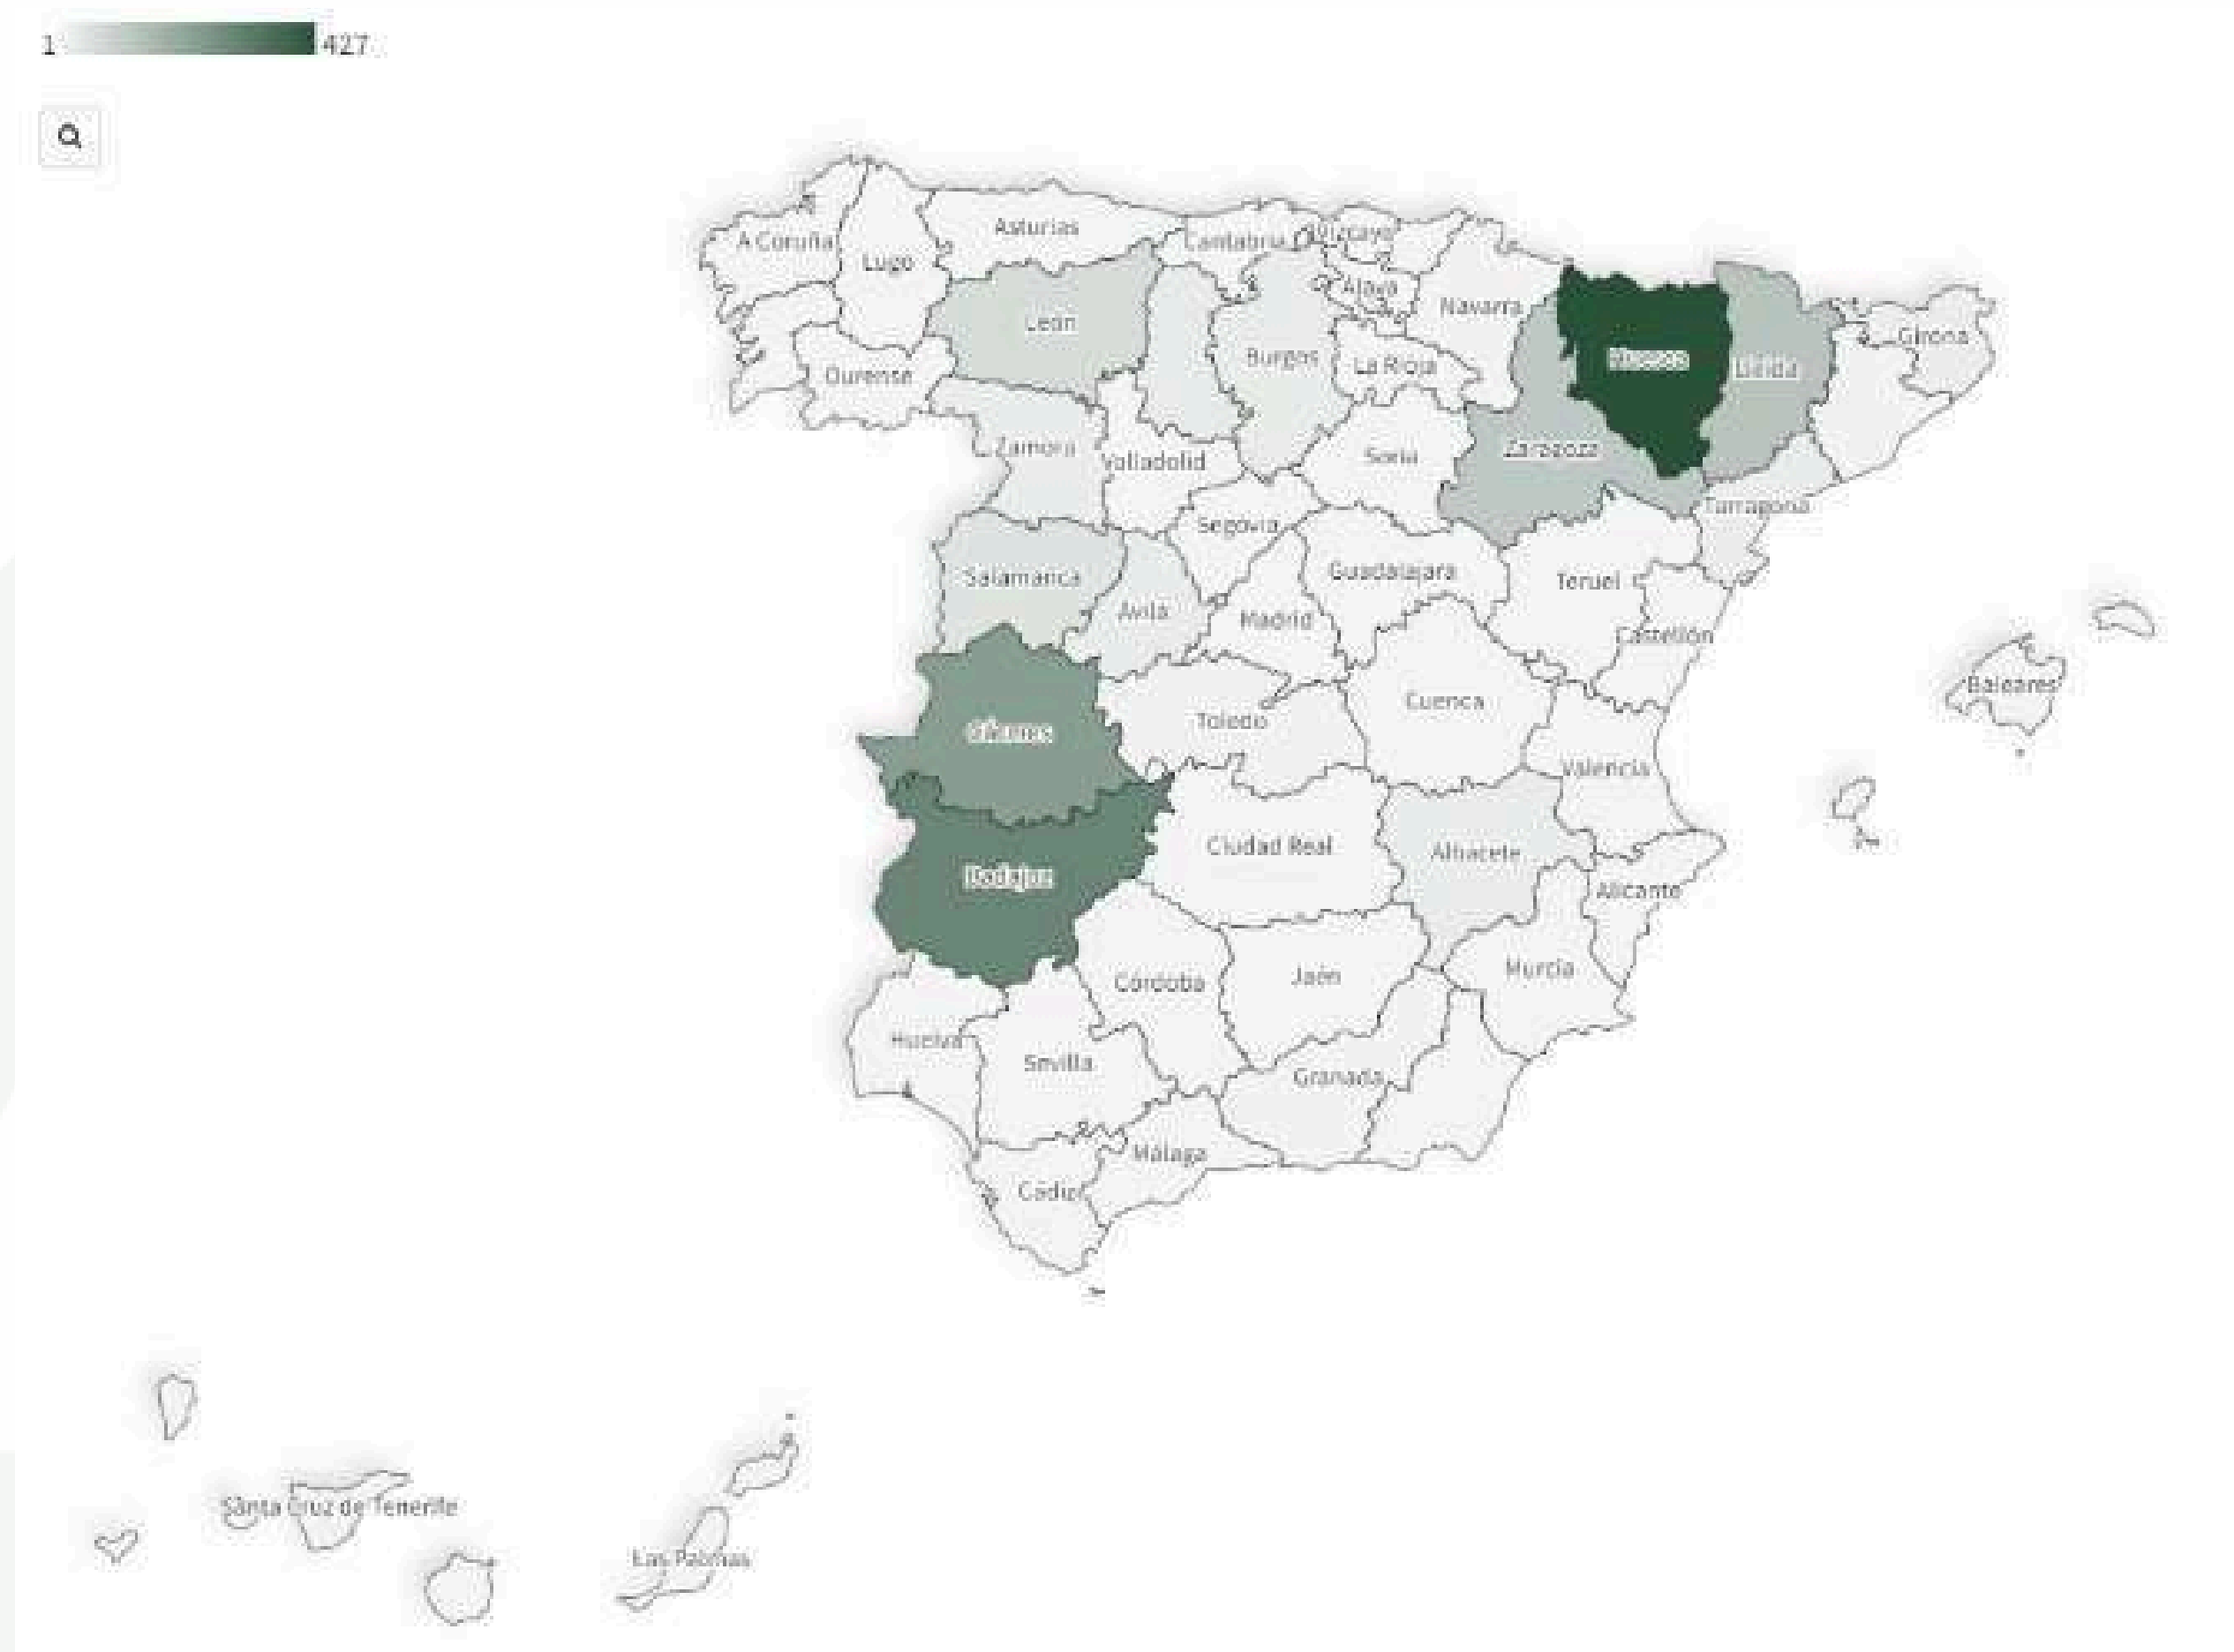 1 427
Asturias
A Coruña
Cantabria
Vizcaya
Lugo
Álava
Navarra
León
Girona
Burgos
La Rioja
Huesca
Lleida
Ourense
Zamora
Valladolid
Soria
Zaragoza
Tarragona
Segovia
Salamanca
Guadalajara
Teruel
Ávila
Madrid
Castellón
Baleares
Cuenca
Toledo
Cáceres
Valencia
Ciudad Real
Albacete
Badajoz
Alicante
Murcia
Jaén
Córdoba
Huelva
Sevilla
Granada
Málaga
Cádiz
Santa Cruz de Tenerife
Las Palmas